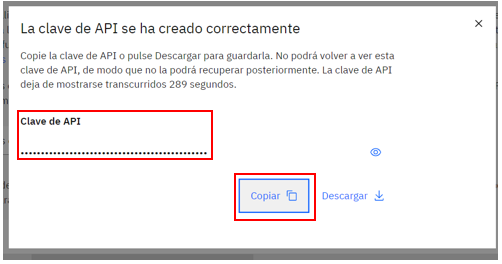 La clave de API se ha creado correctamente
Copie la clave de API o pulse Descargar para guardarla. No podrá volver a ver esta
clave de API, de modo que no la podrá recuperar posteriormente. La clave de API
deja de mostrarse transcurridos 289 segundos.
Clave de API
Copiar
Descargar